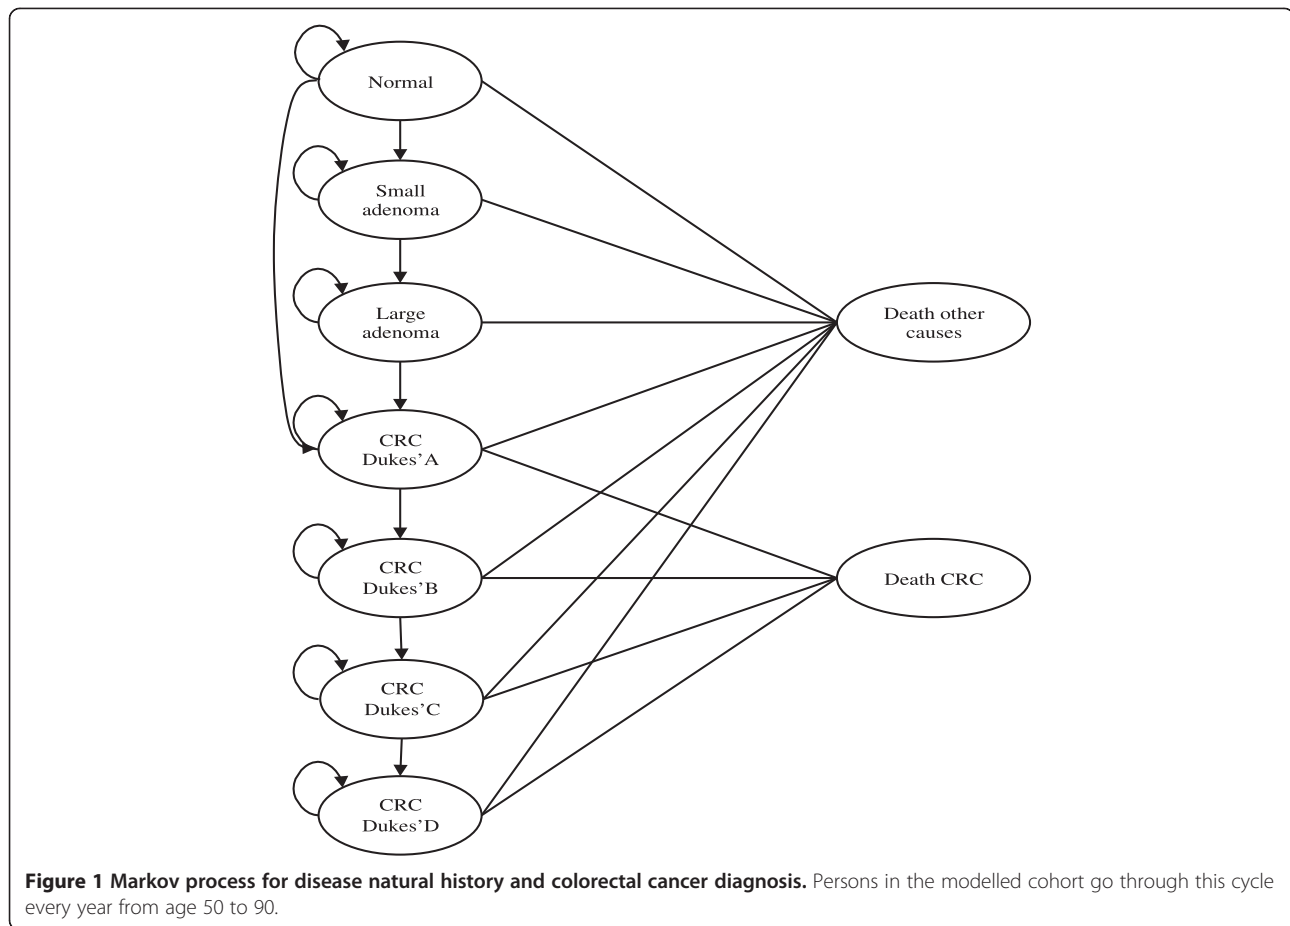 Normal
Small
adenoma
Large
adenoma
Death other
causes
CRC
Dukes'A
CRC
Dukes'B
Death CRC
CRC
Dukes'C
CRC
Dukes'D
Figure 1 Markov process for disease natural history and colorectal cancer diagnosis. Persons in the modelled cohort go through this cycle
every year from age 50 to 90.